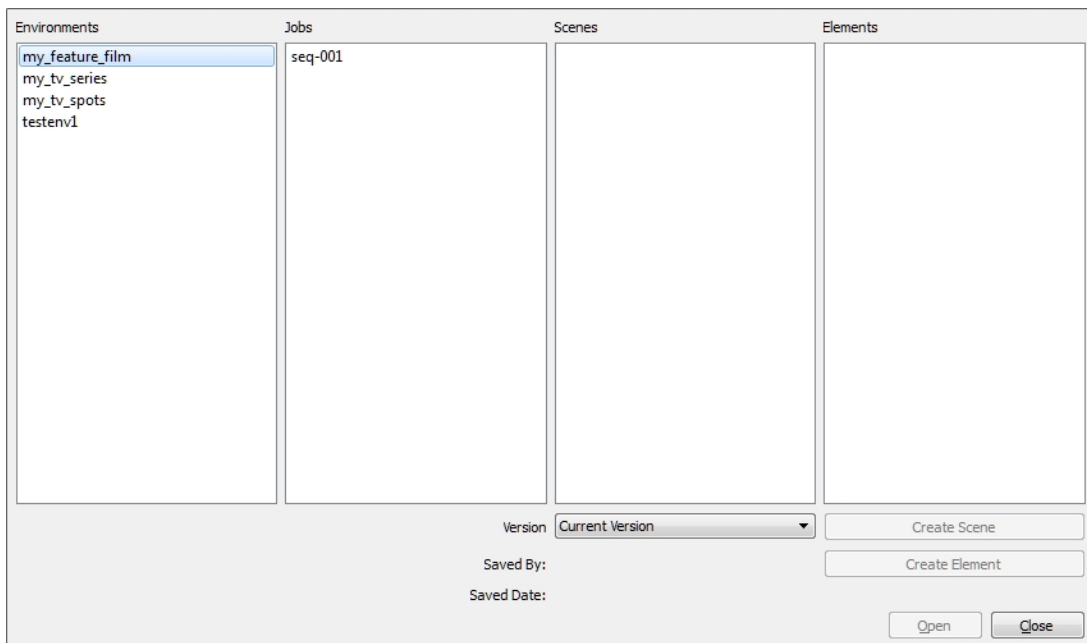 Environments Jobs Scenes Elements
my_feature_film seq-001
my_tv_series
my_tv_spots
testenv1
Version Current Version Create Scene
Saved By: Create Element
Saved Date:
Open Close